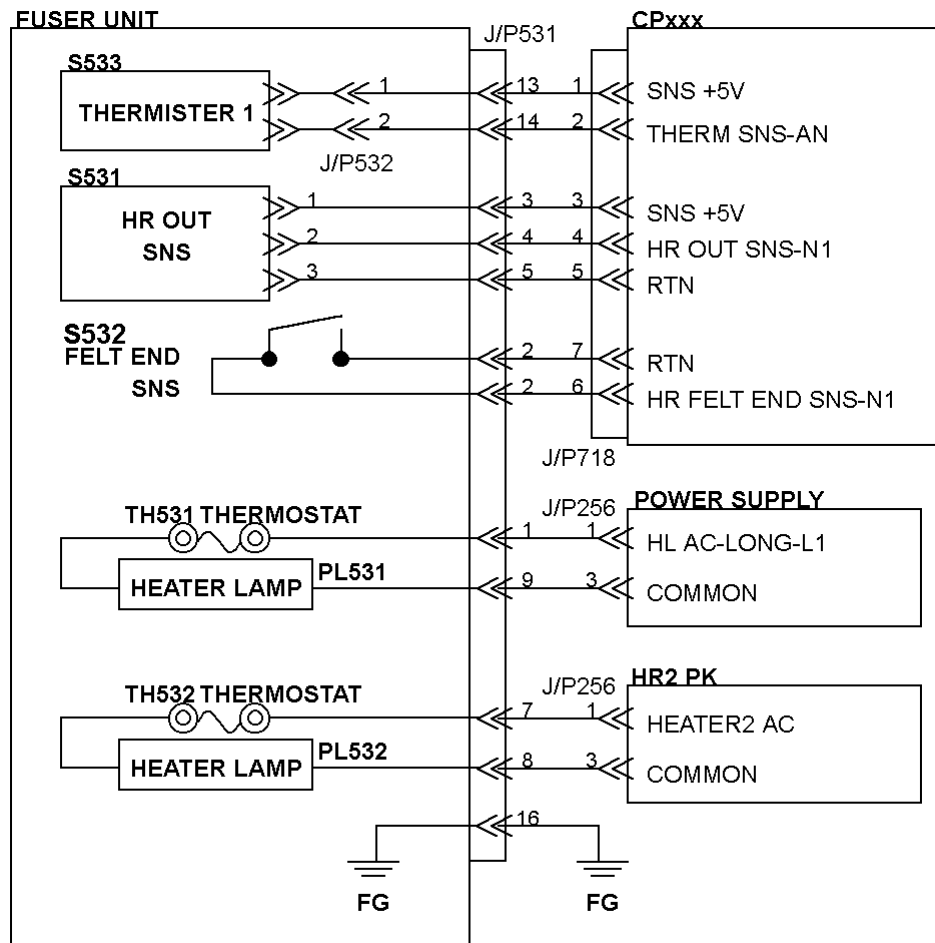 FUSER UNIT
J/P531
CPxxx
S533
THERMISTER 1
1 13 1 SNS +5V
2 14 2 THERM SNS-AN
J/P532
S531
HR OUT
SNS
1 3 3 SNS +5V
2 4 4 HR OUT SNS-N1
3 5 5 RTN
S532
FELT END
SNS
2 7 RTN
2 6 HR FELT END SNS-N1
J/P718
POWER SUPPLY
J/P256
TH531 THERMOSTAT
1 1 HL AC-LONG-L1
HEATER LAMP
PL531
9 3 COMMON
HR2 PK
J/P256
TH532 THERMOSTAT
7 1 HEATER2 AC
HEATER LAMP
PL532
8 3 COMMON
16
FG
FG